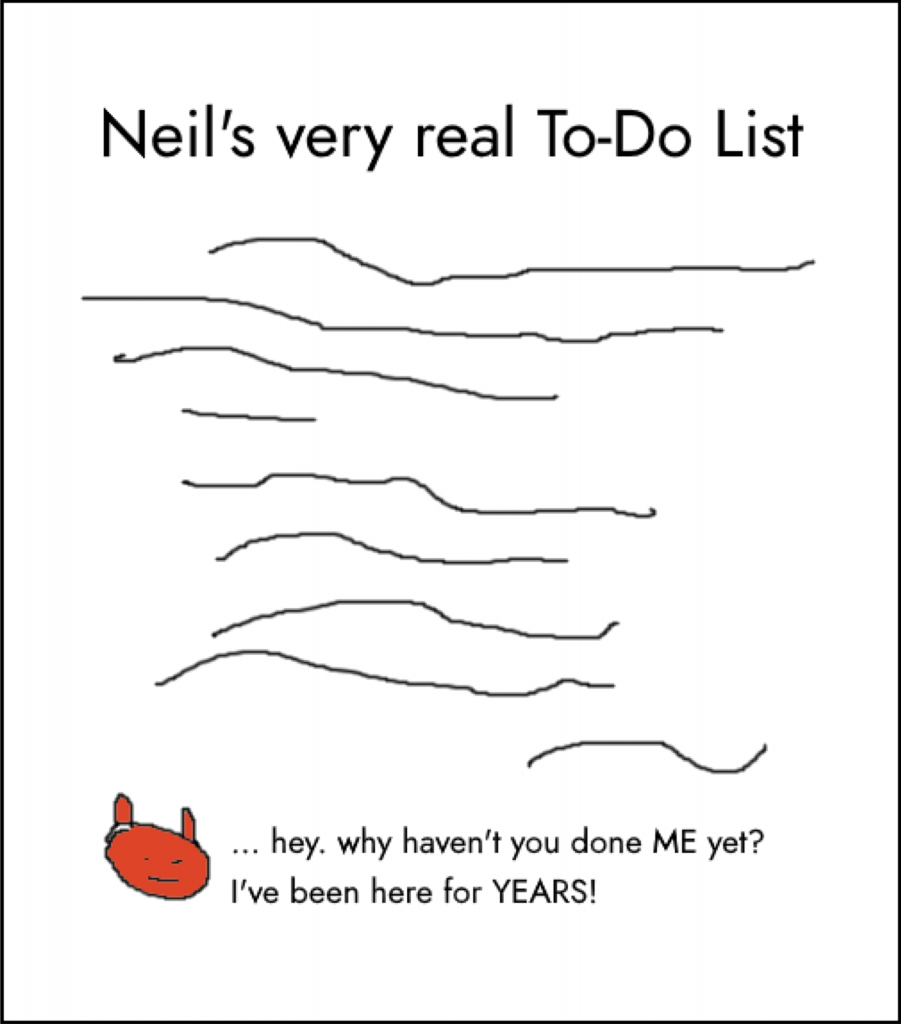 Neil's very real To-Do List
... hey. why haven't you done ME yet?
I've been here for YEARS!